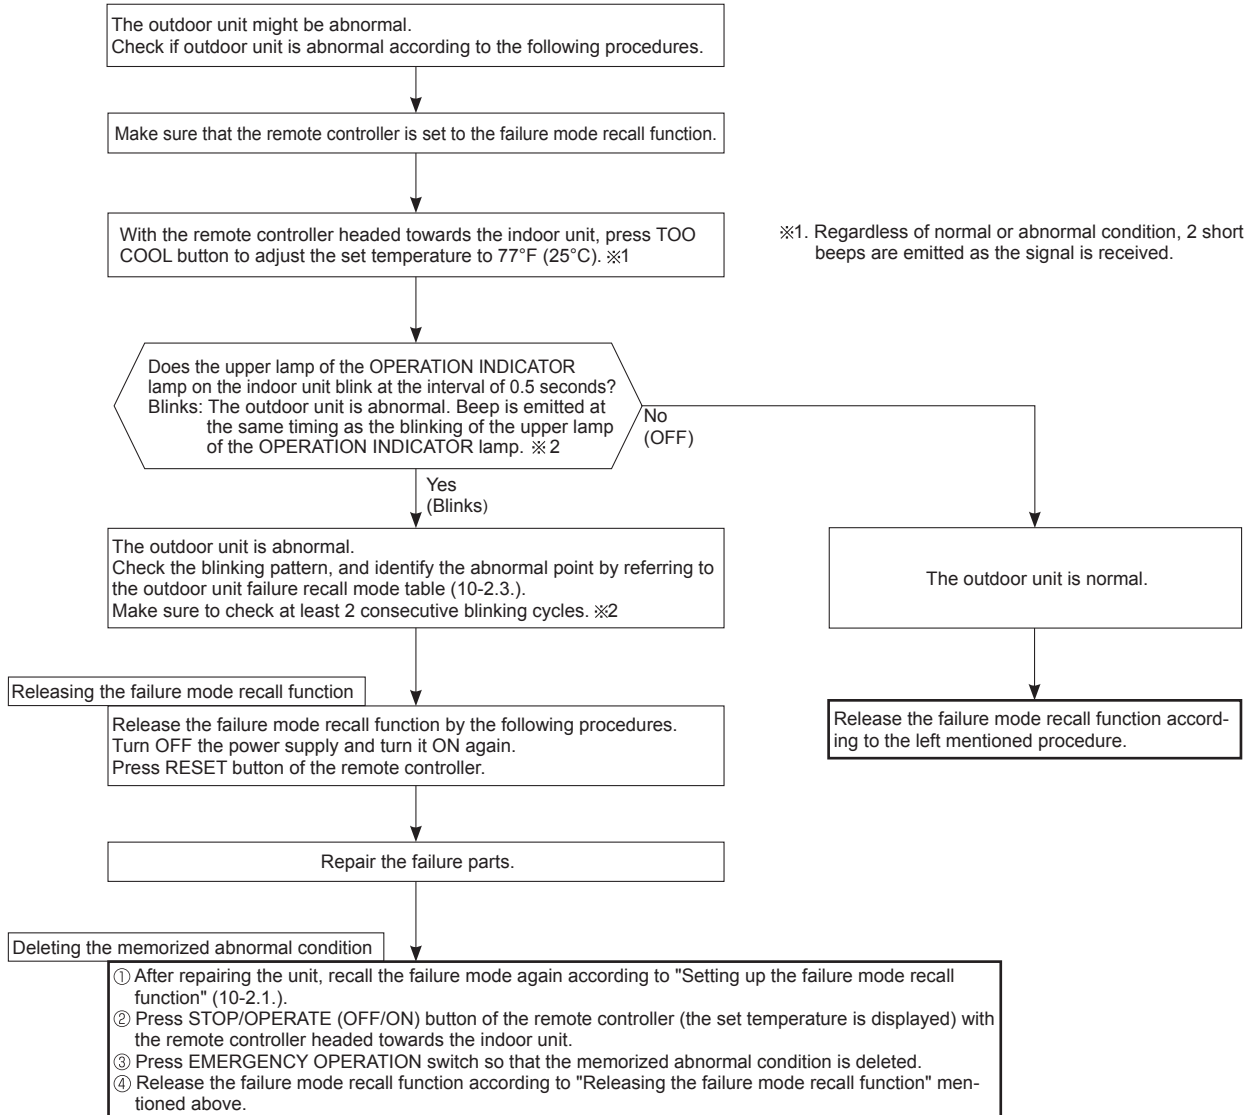 The outdoor unit might be abnormal.
Check if outdoor unit is abnormal according to the following procedures.
Make sure that the remote controller is set to the failure mode recall function.
With the remote controller headed towards the indoor unit, press TOO
COOL button to adjust the set temperature to 77°F (25°C). ※1
※1. Regardless of normal or abnormal condition, 2 short
beeps are emitted as the signal is received.
Does the upper lamp of the OPERATION INDICATOR
lamp on the indoor unit blink at the interval of 0.5 seconds?
Blinks: The outdoor unit is abnormal. Beep is emitted at
the same timing as the blinking of the upper lamp
of the OPERATION INDICATOR lamp. ※2
No
(OFF)
Yes
(Blinks)
The outdoor unit is abnormal.
Check the blinking pattern, and identify the abnormal point by referring to
the outdoor unit failure recall mode table (10-2.3.).
Make sure to check at least 2 consecutive blinking cycles. ※2
The outdoor unit is normal.
Releasing the failure mode recall function
Release the failure mode recall function by the following procedures.
Turn OFF the power supply and turn it ON again.
Press RESET button of the remote controller.
Release the failure mode recall function accord-
ing to the left mentioned procedure.
Repair the failure parts.
Deleting the memorized abnormal condition
① After repairing the unit, recall the failure mode again according to "Setting up the failure mode recall
function" (10-2.1.).
② Press STOP/OPERATE (OFF/ON) button of the remote controller (the set temperature is displayed) with
the remote controller headed towards the indoor unit.
③ Press EMERGENCY OPERATION switch so that the memorized abnormal condition is deleted.
④ Release the failure mode recall function according to "Releasing the failure mode recall function" men-
tioned above.